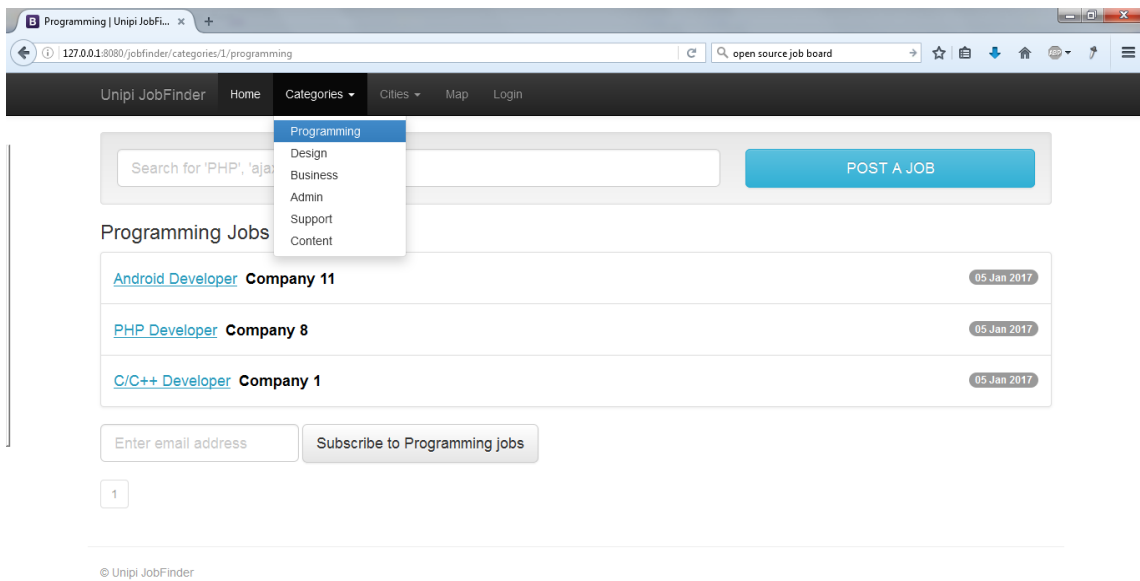 Programming | Unipi JobFi...
127.0.0.1:8080/jobfinder/categories/1/programming
open source job board
Unipi JobFinder Home Categories Cities Map Login
Programming
Design
Business
Admin
Support
Content
Search for 'PHP', 'aja
POST A JOB
Programming Jobs
Android Developer Company 11 05 Jan 2017
PHP Developer Company 8 05 Jan 2017
C/C++ Developer Company 1 05 Jan 2017
Enter email address Subscribe to Programming jobs
1
© Unipi JobFinder